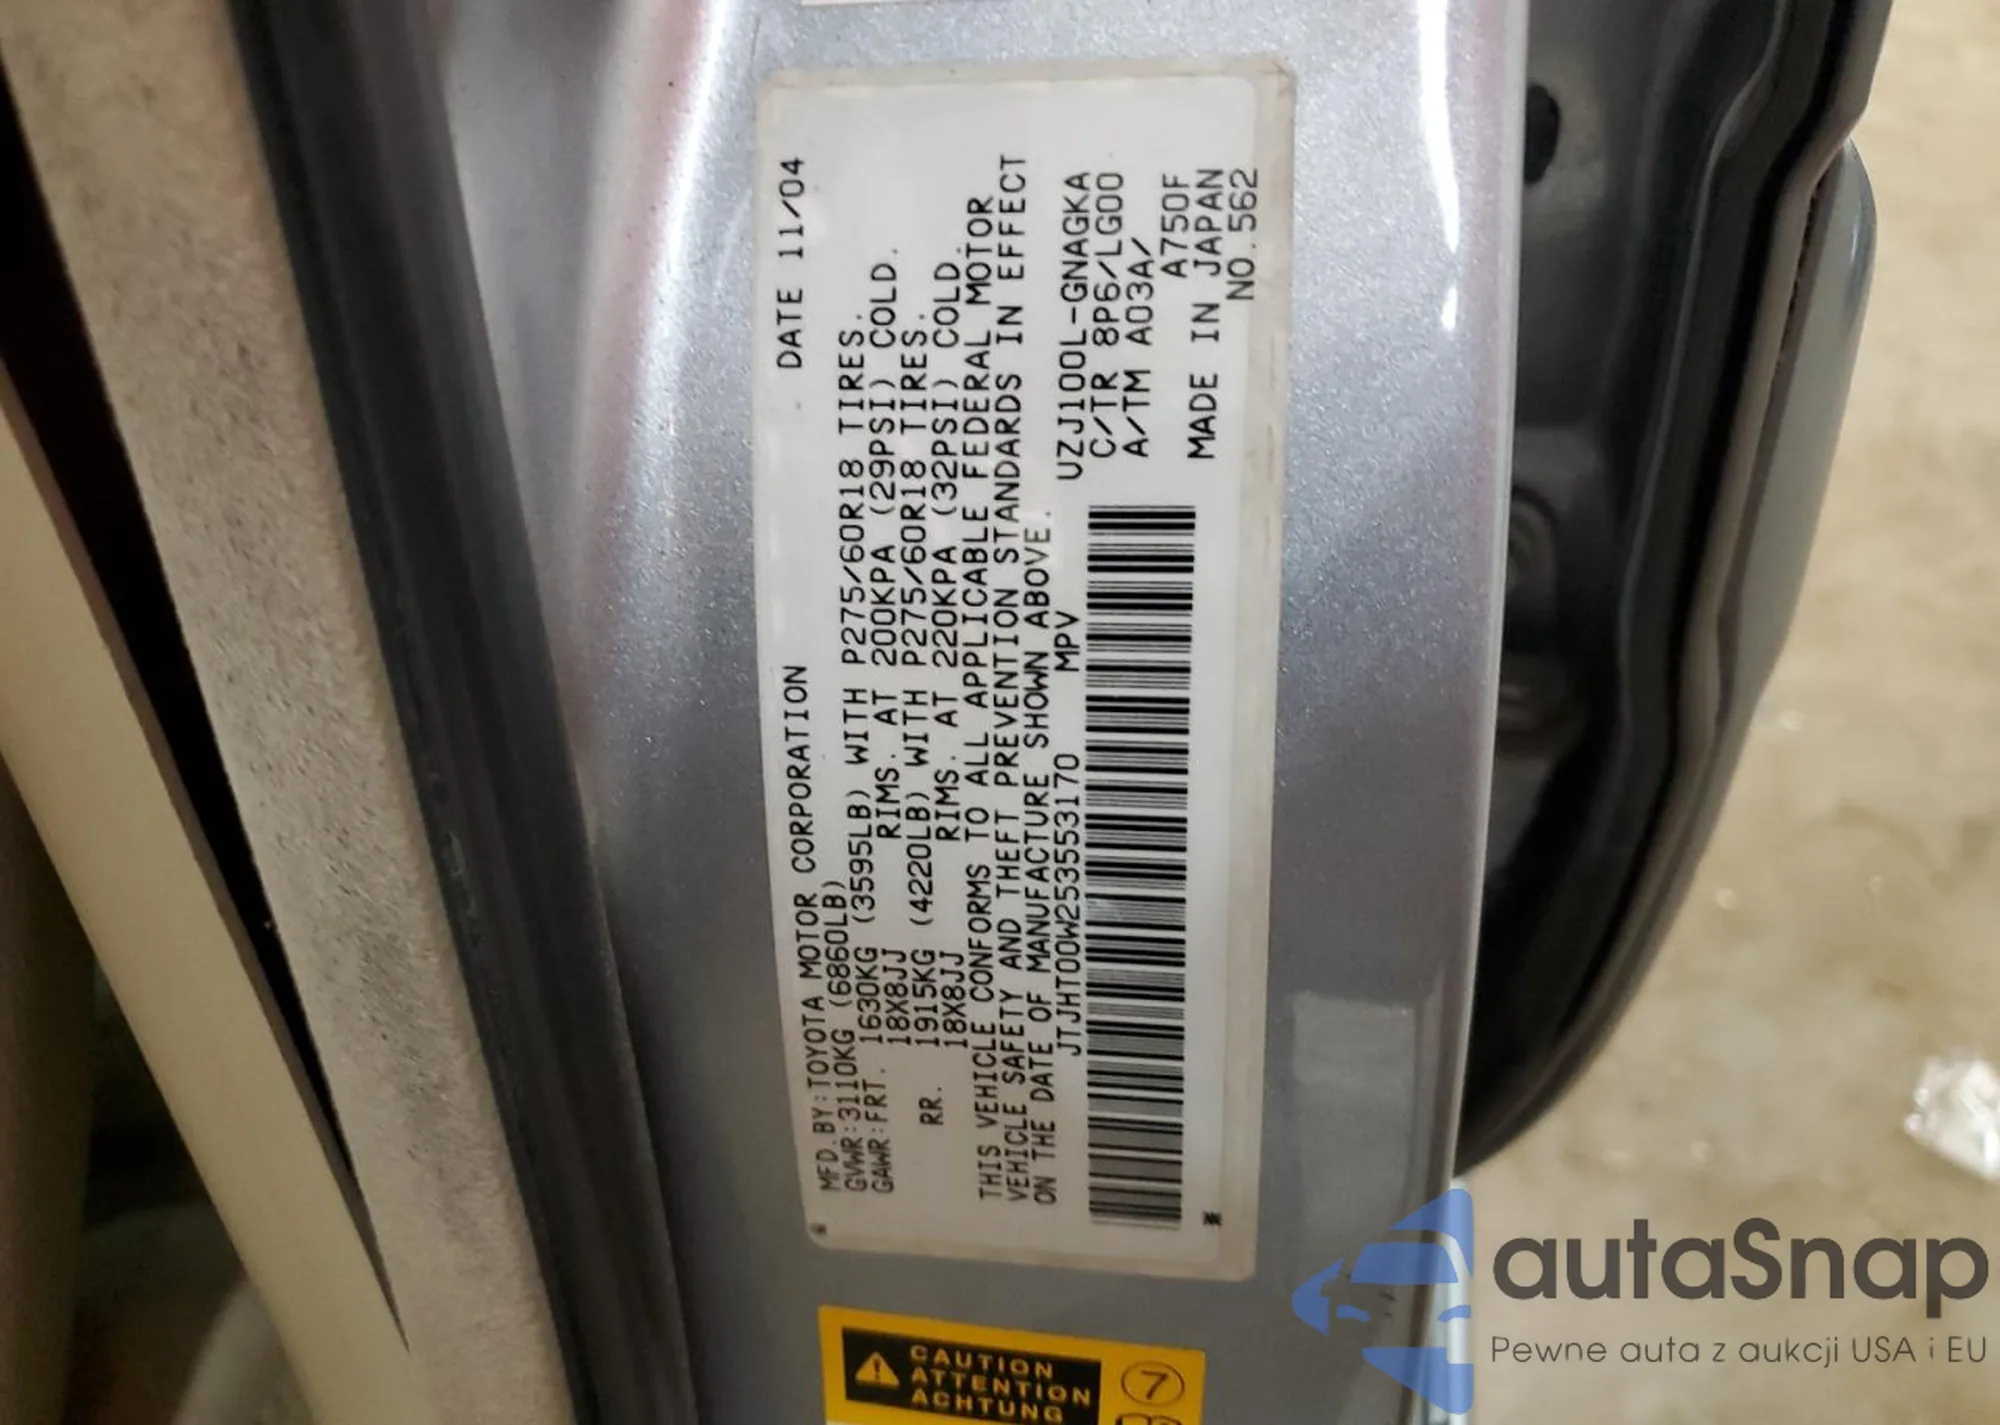 DATE 11/04
MFD.BY:TOYOTA MOTOR CORPORATION
GVWR:3110KG (6860LB)
GAWR:FRT. 1630KG (3595LB) WITH P275/60R18 TIRES.
18X8JJ RIMS. AT 200KPA (29PSI) COLD.
RR. 1915KG (4220LB) WITH P275/60R18 TIRES.
18X8JJ RIMS. AT 220KPA (32PSI) COLD.
THIS VEHICLE CONFORMS TO ALL APPLICABLE FEDERAL MOTOR
VEHICLE SAFETY AND THEFT PREVENTION STANDARDS IN EFFECT
ON THE DATE OF MANUFACTURE SHOWN ABOVE.
JTJHT00W253553170 MPV
UZJ100L-GNAGKA
C/TR 8P6/LG00
A/TM A03A/
A750F
MADE IN JAPAN
NO.562
CAUTION
ATTENTION
ACHTUNG
7
autaSnap
Pewne auta z aukcji USA i EU